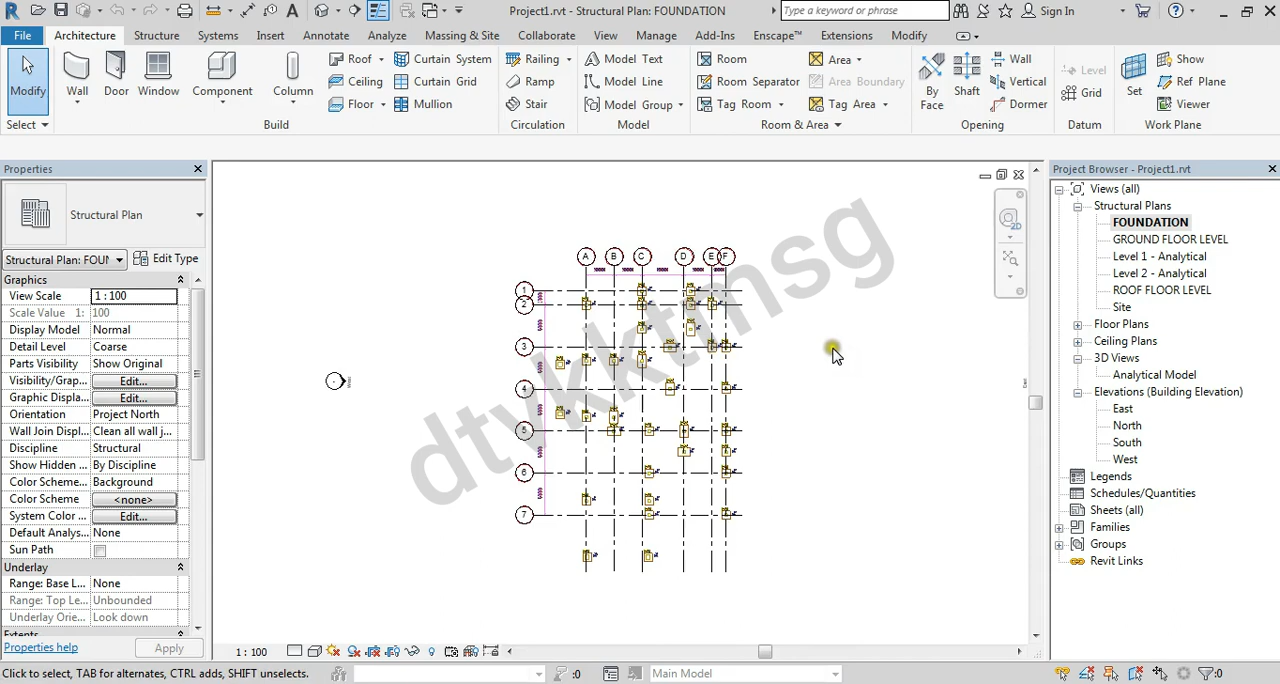 Project1.rvt - Structural Plan: FOUNDATION
Type a keyword or phrase
Sign In
File
Architecture
Structure
Systems
Insert
Annotate
Analyze
Massing & Site
Collaborate
View
Manage
Add-Ins
Enscape™
Extensions
Modify
Modify
Wall
Door
Window
Component
Column
Roof
Ceiling
Floor
Curtain System
Curtain Grid
Mullion
Railing
Ramp
Stair
Model Text
Model Line
Model Group
Room
Room Separator
Tag Room
Area
Area Boundary
Tag Area
By Face
Shaft
Wall
Vertical
Dormer
Level
Grid
Set
Show
Ref Plane
Viewer
Select
Build
Circulation
Model
Room & Area
Opening
Datum
Work Plane
Properties
Structural Plan
Structural Plan: FOUN
Edit Type
Graphics
View Scale 1 : 100
Scale Value 1: 100
Display Model Normal
Detail Level Coarse
Parts Visibility Show Original
Visibility/Grap... Edit...
Graphic Displa... Edit...
Orientation Project North
Wall Join Displ... Clean all wall j...
Discipline Structural
Show Hidden ... By Discipline
Color Scheme... Background
Color Scheme <none>
System Color ... Edit...
Default Analys... None
Sun Path
Underlay
Range: Base L... None
Range: Top Le... Unbounded
Underlay Orie... Look down
Extents
Properties help
Apply
A B C D E F
1
2
3
4
5
6
7
dtykktmsg
2D
Project Browser - Project1.rvt
Views (all)
Structural Plans
FOUNDATION
GROUND FLOOR LEVEL
Level 1 - Analytical
Level 2 - Analytical
ROOF FLOOR LEVEL
Site
Floor Plans
Ceiling Plans
3D Views
Analytical Model
Elevations (Building Elevation)
East
North
South
West
Legends
Schedules/Quantities
Sheets (all)
Families
Groups
Revit Links
1 : 100
Click to select, TAB for alternates, CTRL adds, SHIFT unselects.
:0
Main Model
:0